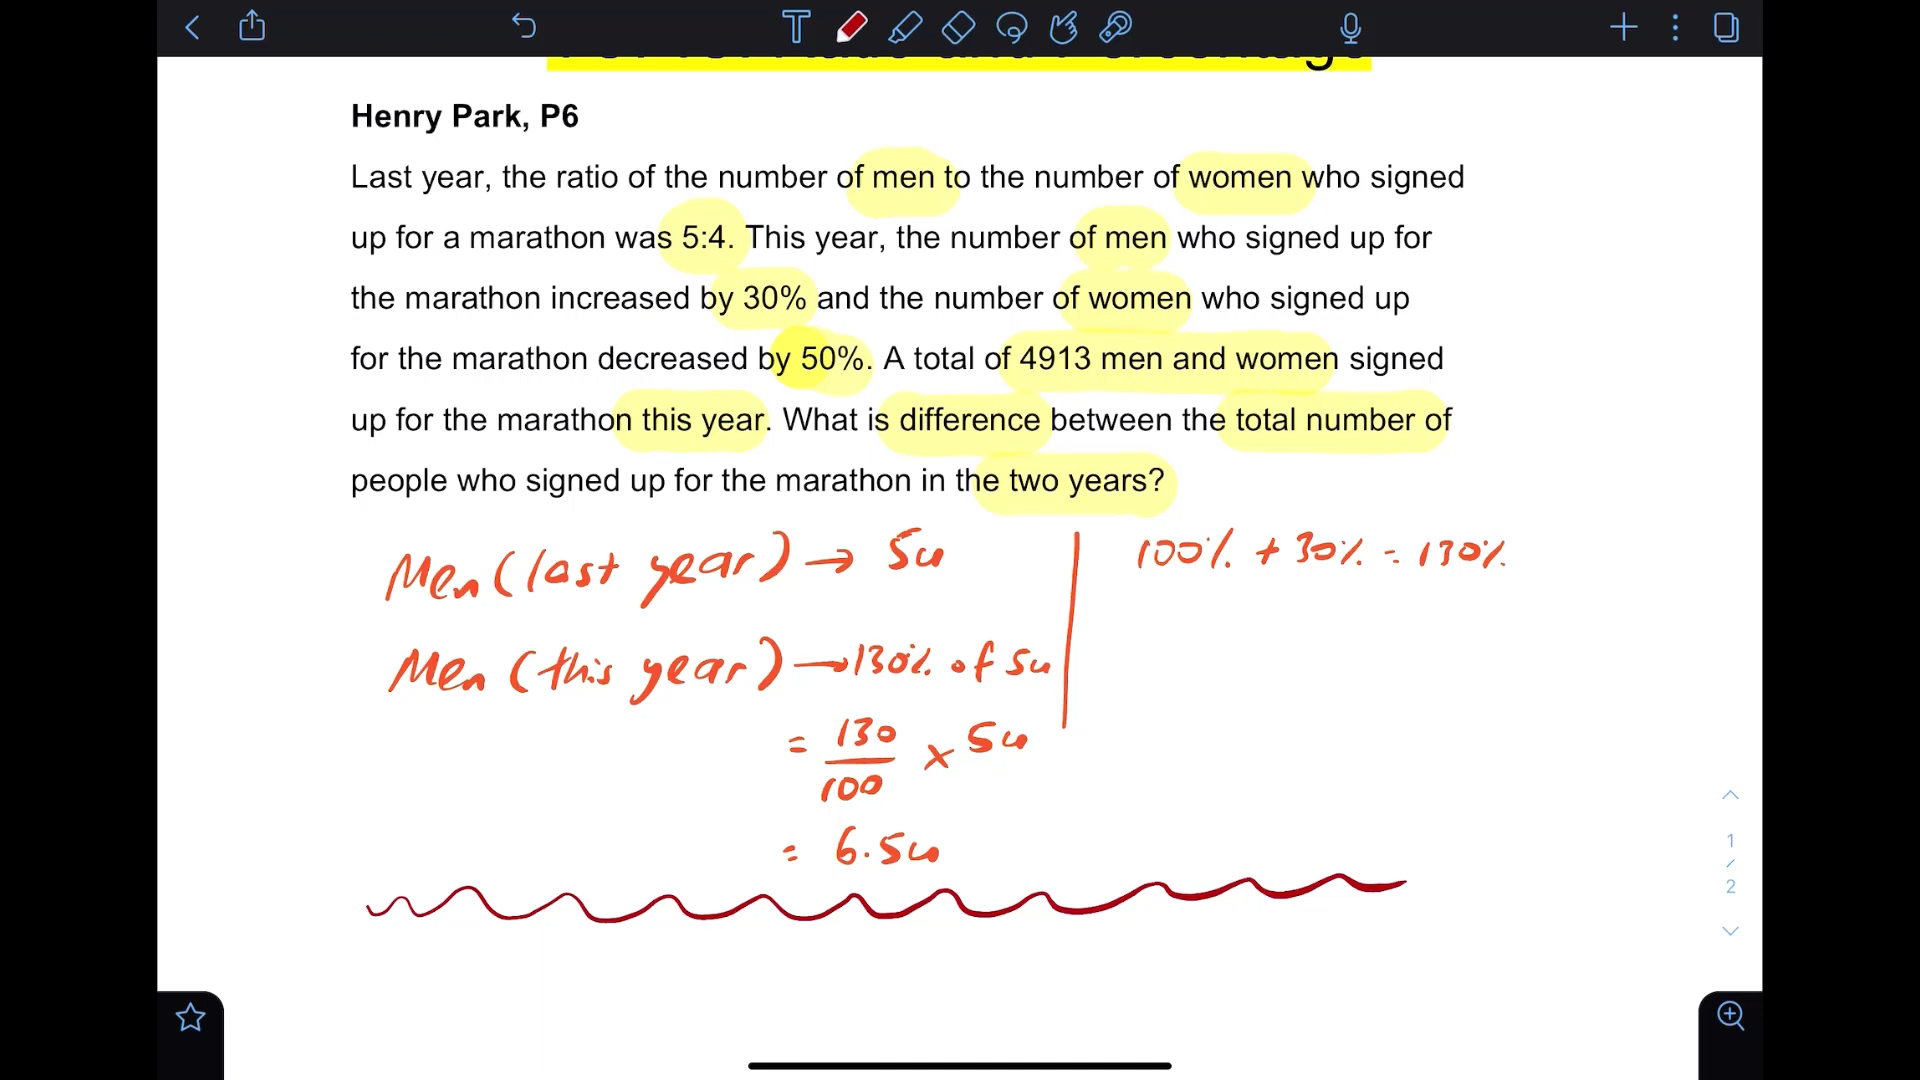 Henry Park, P6
Last year, the ratio of the number of men to the number of women who signed
up for a marathon was 5:4. This year, the number of men who signed up for
the marathon increased by 30% and the number of women who signed up
for the marathon decreased by 50%. A total of 4913 men and women signed
up for the marathon this year. What is difference between the total number of
people who signed up for the marathon in the two years?
Men (last year) → 5u
100% + 30% = 130%
Men (this year) → 130% of 5u
= 130/100 × 5u
= 6.5u
1
/
2